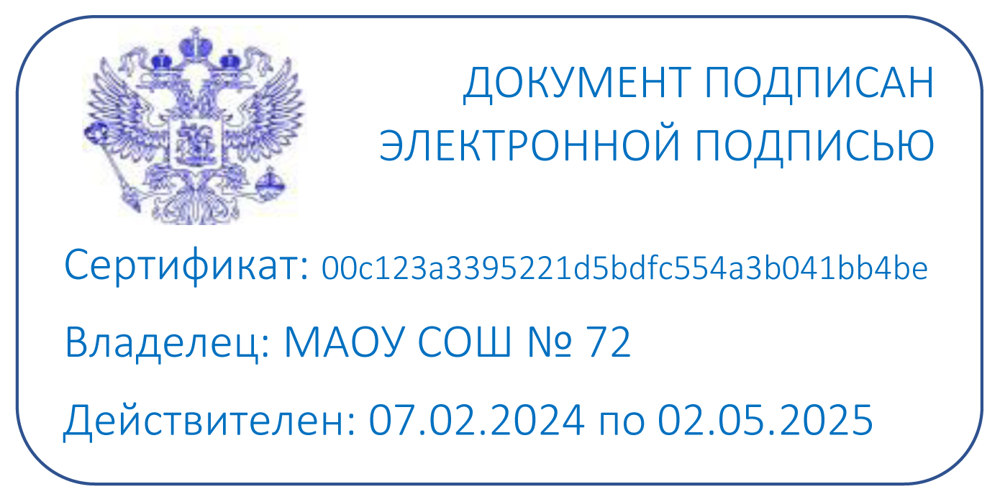 ДОКУМЕНТ ПОДПИСАН
ЭЛЕКТРОННОЙ ПОДПИСЬЮ
Сертификат: 00c123a3395221d5bdfc554a3b041bb4be
Владелец: МАОУ СОШ № 72
Действителен: 07.02.2024 по 02.05.2025